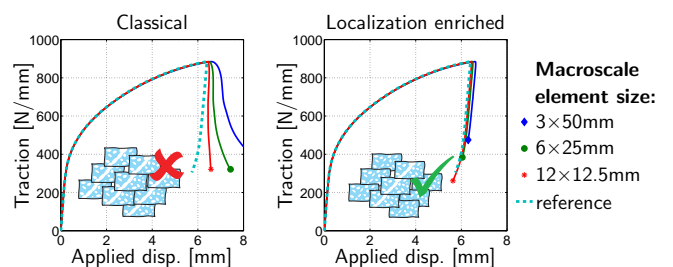 Classical
Localization enriched
Traction [N/mm]
1000
800
600
400
200
0
0
2
4
6
8
Applied disp. [mm]
Traction [N/mm]
1000
800
600
400
200
0
0
2
4
6
8
Applied disp. [mm]
Macroscale
element size:
3×50mm
6×25mm
12×12.5mm
reference